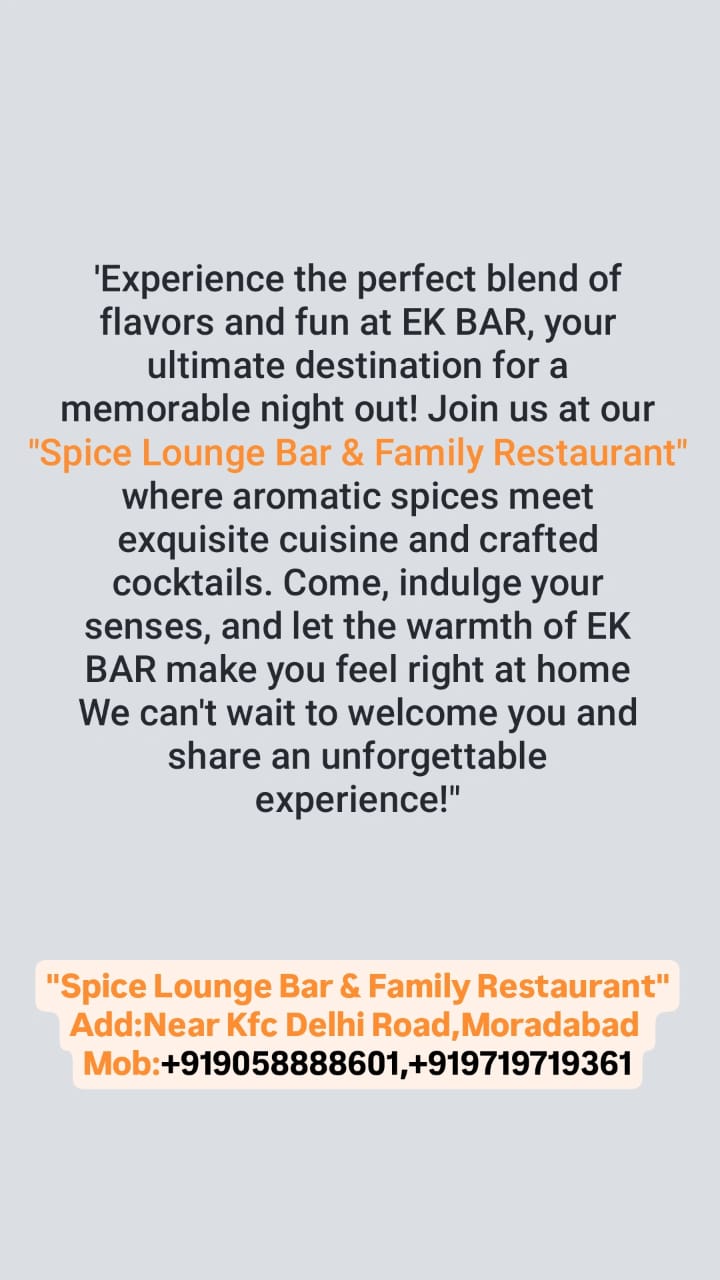 'Experience the perfect blend of
flavors and fun at EK BAR, your
ultimate destination for a
memorable night out! Join us at our
"Spice Lounge Bar & Family Restaurant"
where aromatic spices meet
exquisite cuisine and crafted
cocktails. Come, indulge your
senses, and let the warmth of EK
BAR make you feel right at home
We can't wait to welcome you and
share an unforgettable
experience!"
"Spice Lounge Bar & Family Restaurant"
Add:Near Kfc Delhi Road,Moradabad
Mob:+919058888601,+919719719361